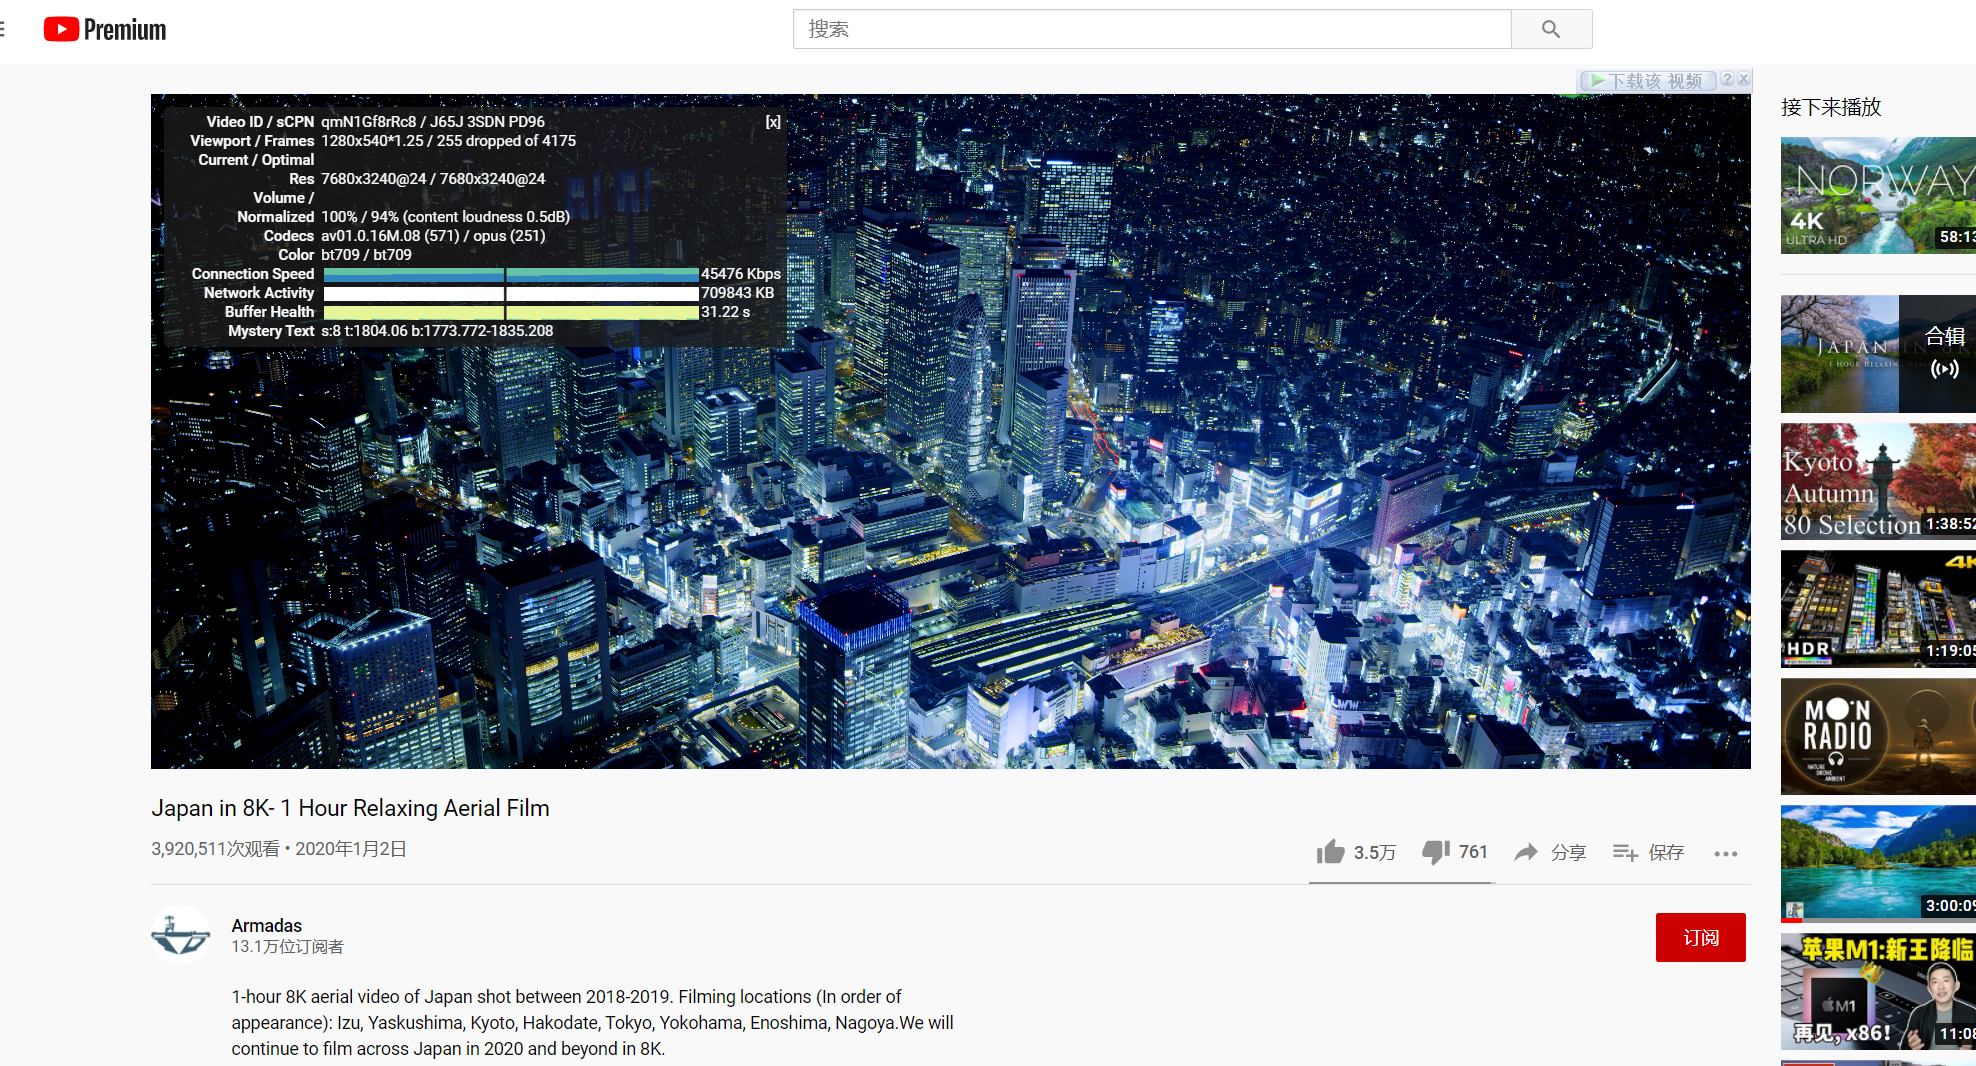 Premium
搜索
下载该 视频 ? x
Video ID / sCPN qmN1Gf8rRc8 / J65J 3SDN PD96 [x]
Viewport / Frames 1280x540*1.25 / 255 dropped of 4175
Current / Optimal
Res 7680x3240@24 / 7680x3240@24
Volume /
Normalized 100% / 94% (content loudness 0.5dB)
Codecs av01.0.16M.08 (571) / opus (251)
Color bt709 / bt709
Connection Speed 45476 Kbps
Network Activity 709843 KB
Buffer Health 31.22 s
Mystery Text s:8 t:1804.06 b:1773.772-1835.208
Japan in 8K- 1 Hour Relaxing Aerial Film
3,920,511次观看 • 2020年1月2日
3.5万 761 分享 保存
Armadas
13.1万位订阅者
订阅
1-hour 8K aerial video of Japan shot between 2018-2019. Filming locations (In order of
appearance): Izu, Yaskushima, Kyoto, Hakodate, Tokyo, Yokohama, Enoshima, Nagoya.We will
continue to film across Japan in 2020 and beyond in 8K.
接下来播放
NORWAY
4K
ULTRA HD
58:13
JAPAN
1 HOUR
合辑
Kyoto
Autumn
80 Selection
1:38:52
4K
HDR
1:19:05
MOON
RADIO
NATURE
DRONE
AMBIENT
3:00:09
苹果M1:新王降临
M1
再见, x86!
11:08